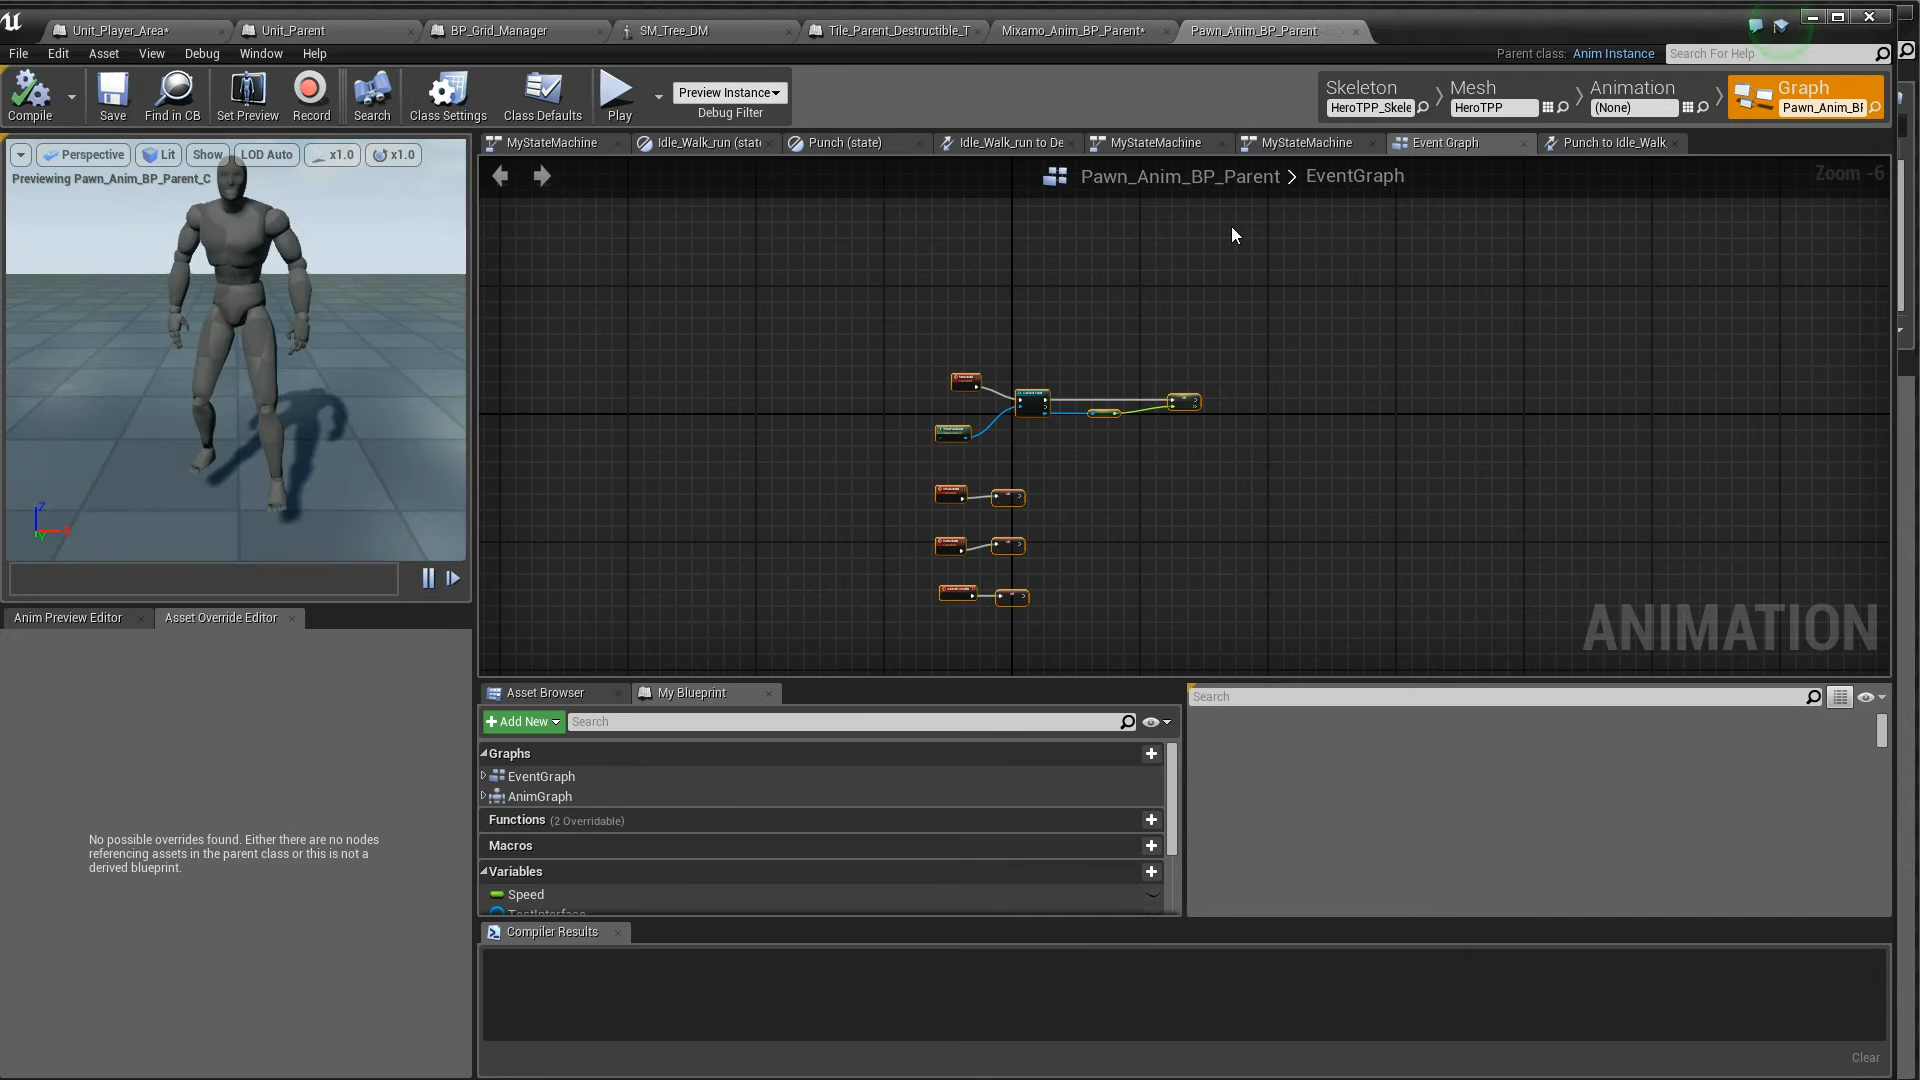 Unit_Player_Area*
Unit_Parent
BP_Grid_Manager
SM_Tree_DM
Tile_Parent_Destructible_T
Mixamo_Anim_BP_Parent*
Pawn_Anim_BP_Parent
File Edit Asset View Debug Window Help
Parent class: Anim Instance
Search For Help
Compile
Save
Find in CB
Set Preview
Record
Search
Class Settings
Class Defaults
Play
Preview Instance
Debug Filter
Skeleton
HeroTPP_Skele
Mesh
HeroTPP
Animation
(None)
Graph
Pawn_Anim_BI
Perspective
Lit
Show
LOD Auto
x1.0
x1.0
Previewing Pawn_Anim_BP_Parent_C
MyStateMachine
Idle_Walk_run (stat
Punch (state)
Idle_Walk_run to De
MyStateMachine
MyStateMachine
Event Graph
Punch to Idle_Walk
Pawn_Anim_BP_Parent > EventGraph
Zoom -6
Z
X
Y
ANIMATION
Anim Preview Editor
Asset Override Editor
No possible overrides found. Either there are no nodes
referencing assets in the parent class or this is not a
derived blueprint.
Asset Browser
My Blueprint
Add New
Search
Search
Graphs
EventGraph
AnimGraph
Functions (2 Overridable)
Macros
Variables
Speed
TestInterface
Compiler Results
Clear